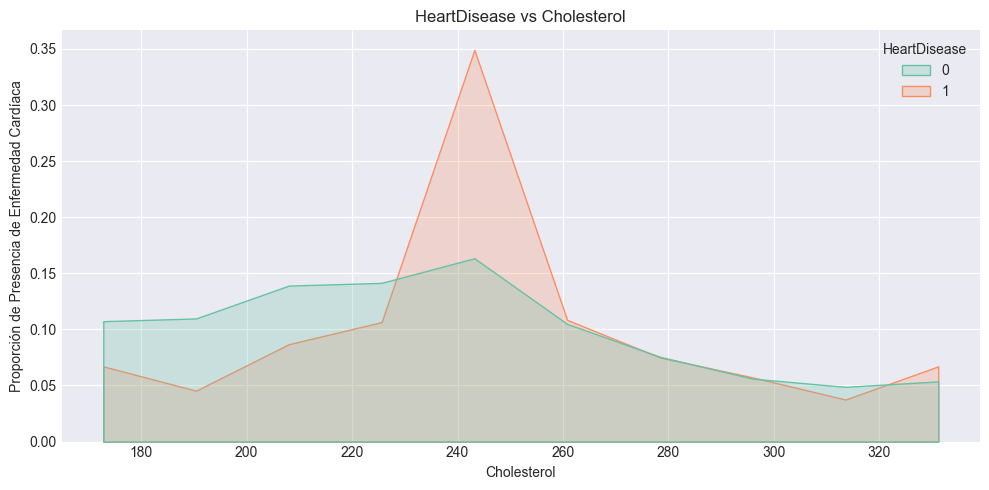 HeartDisease vs Cholesterol
Proporción de Presencia de Enfermedad Cardíaca
0.35
0.30
0.25
0.20
0.15
0.10
0.05
0.00
HeartDisease
0
1
180 200 220 240 260 280 300 320
Cholesterol